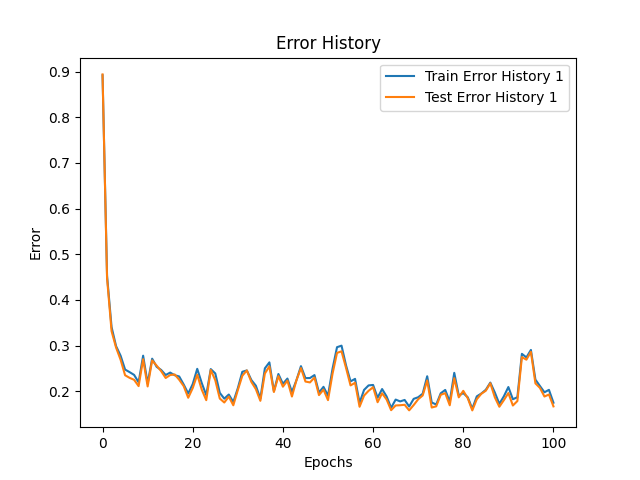 Error History
Train Error History 1
Test Error History 1
0.9
0.8
0.7
0.6
0.5
0.4
0.3
0.2
Error
0 20 40 60 80 100
Epochs